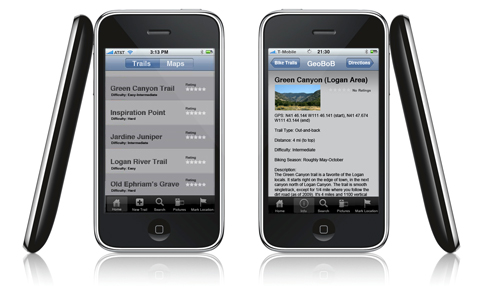 AT&T 3:13 PM
Trails Maps
Green Canyon Trail
Difficulty: Easy-Intermediate
Rating
Inspiration Point
Difficulty: Hard
Rating
Jardine Juniper
Difficulty: Hard
Rating
Logan River Trail
Difficulty: Easy
Rating
Old Ephriam's Grave
Difficulty: Hard
Rating
Home New Trail Search Pictures Mark Location
T-Mobile 21:30
Bike Trails GeoBoB Directions
Green Canyon (Logan Area)
No Ratings
GPS: N41 46.144 W111 46.141 (start), N41 47.674
W111 43.144 (end)
Trail Type: Out-and-back
Distance: 4 mi (to top)
Difficulty: Intermediate
Biking Season: Roughly May-October
Description:
The Green Canyon trail is a favorite of the Logan
locals. It starts right on the edge of town, in the next
canyon north of Logan Canyon. The trail is smooth
singletrack, except for 1/4 mile where you follow the
dirt road (as of 2009). It's 4 miles and 1100 vertical
Home Info Search Pictures Mark Location